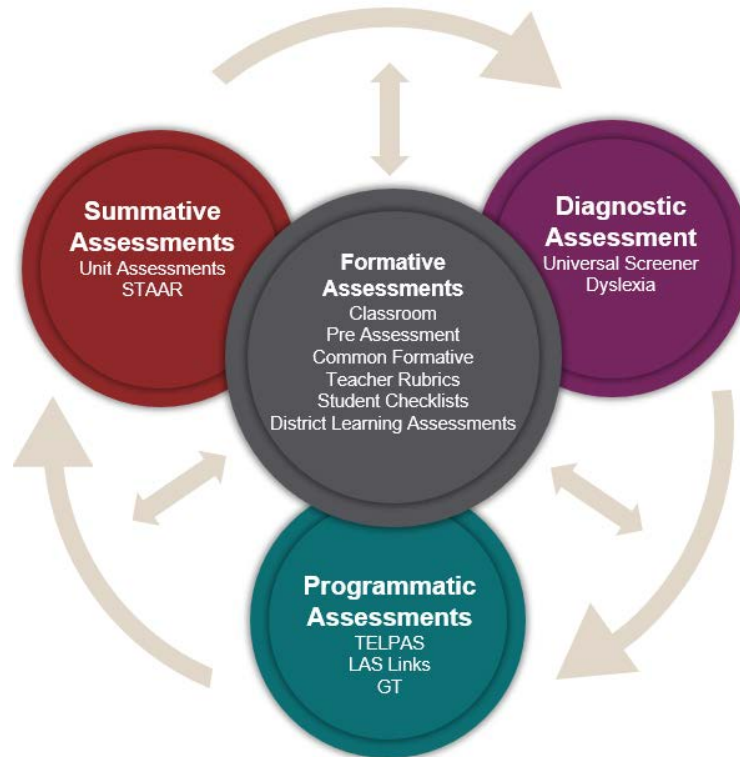 Summative
Assessments
Unit Assessments
STAAR
Formative
Assessments
Classroom
Pre Assessment
Common Formative
Teacher Rubrics
Student Checklists
District Learning Assessments
Diagnostic
Assessment
Universal Screener
Dyslexia
Programmatic
Assessments
TELPAS
LAS Links
GT